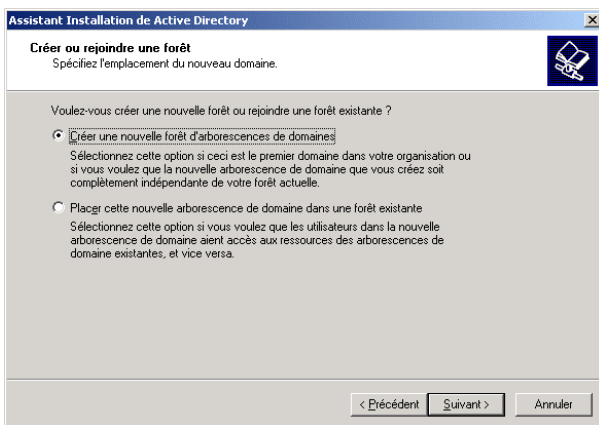 Assistant Installation de Active Directory
Créer ou rejoindre une forêt
Spécifiez l'emplacement du nouveau domaine.
Voulez-vous créer une nouvelle forêt ou rejoindre une forêt existante ?
Créer une nouvelle forêt d'arborescences de domaines
Sélectionnez cette option si ceci est le premier domaine dans votre organisation ou
si vous voulez que la nouvelle arborescence de domaine que vous créez soit
complètement indépendante de votre forêt actuelle.
Placer cette nouvelle arborescence de domaine dans une forêt existante
Sélectionnez cette option si vous voulez que les utilisateurs dans la nouvelle
arborescence de domaine aient accès aux ressources des arborescences de
domaine existantes, et vice versa.
< Précédent Suivant > Annuler